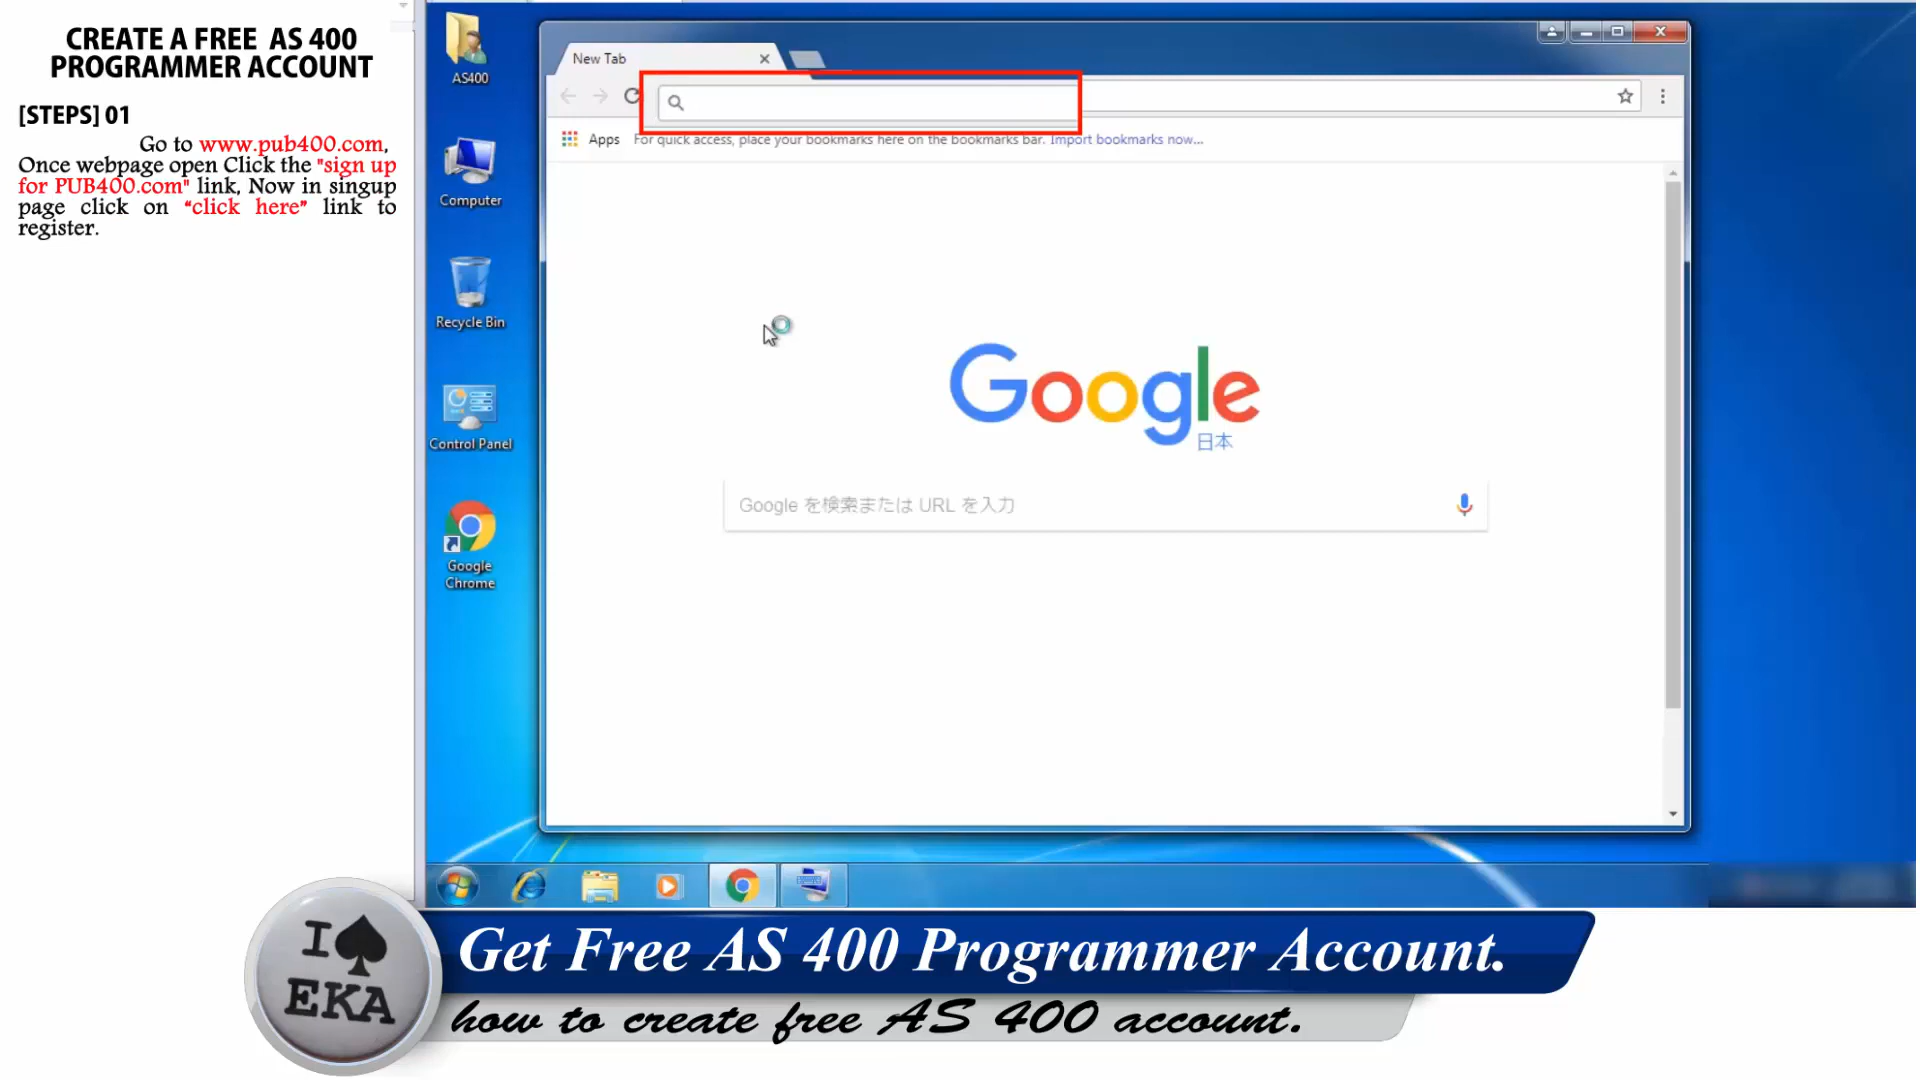 CREATE A FREE AS 400
PROGRAMMER ACCOUNT
[STEPS] 01
Go to www.pub400.com,
Once webpage open Click the "sign up
for PUB400.com" link, Now in singup
page click on “click here” link to
register.
AS400
Computer
Recycle Bin
Control Panel
Google
Chrome
New Tab
Apps For quick access, place your bookmarks here on the bookmarks bar. Import bookmarks now...
Google
日本
Google を検索または URL を入力
I♠
EKA
Get Free AS 400 Programmer Account.
how to create free AS 400 account.